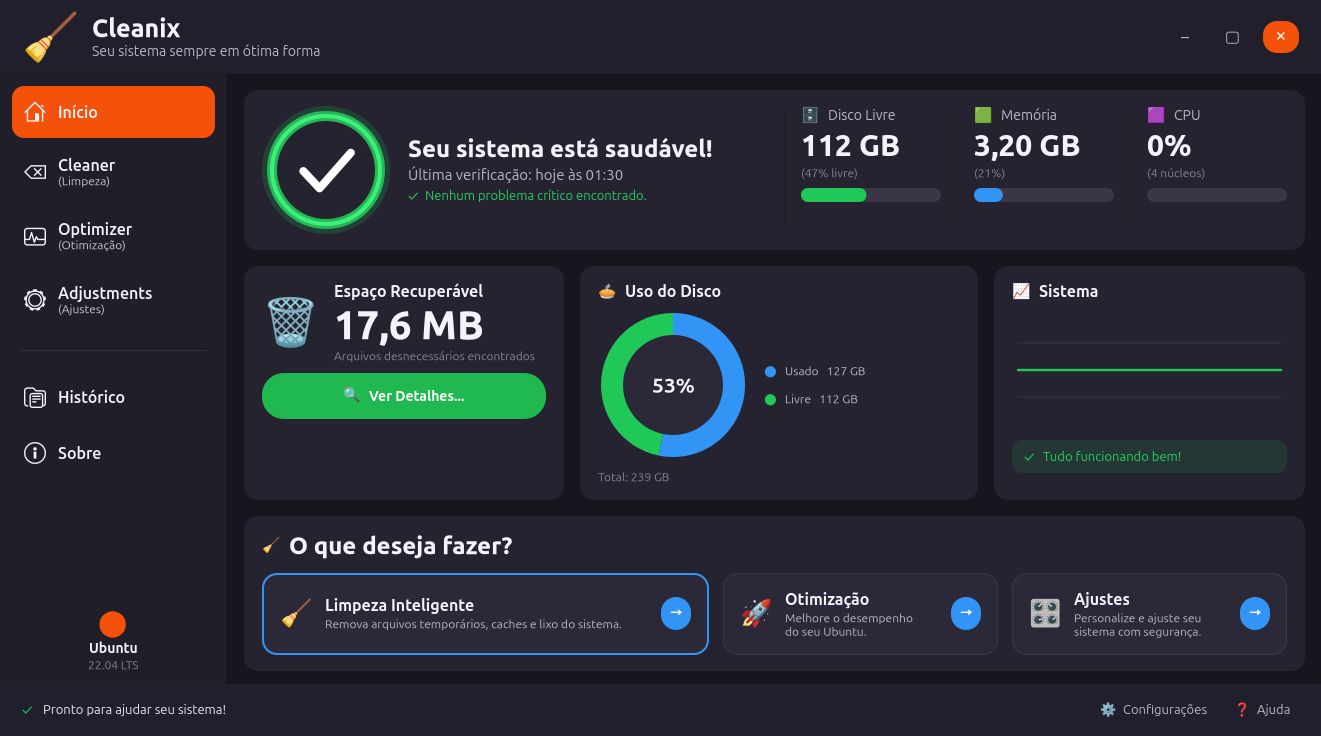 Cleanix
Seu sistema sempre em ótima forma
Início
Cleaner
(Limpeza)
Optimizer
(Otimização)
Adjustments
(Ajustes)
Histórico
Sobre
Ubuntu
22.04 LTS
Seu sistema está saudável!
Última verificação: hoje às 01:30
✓ Nenhum problema crítico encontrado.
Disco Livre
112 GB
(47% livre)
Memória
3,20 GB
(21%)
CPU
0%
(4 núcleos)
Espaço Recuperável
17,6 MB
Arquivos desnecessários encontrados
Ver Detalhes...
Uso do Disco
53%
Usado 127 GB
Livre 112 GB
Total: 239 GB
Sistema
✓ Tudo funcionando bem!
O que deseja fazer?
Limpeza Inteligente
Remova arquivos temporários, caches e lixo do sistema.
→
Otimização
Melhore o desempenho
do seu Ubuntu.
→
Ajustes
Personalize e ajuste seu
sistema com segurança.
→
✓ Pronto para ajudar seu sistema!
Configurações
❓ Ajuda